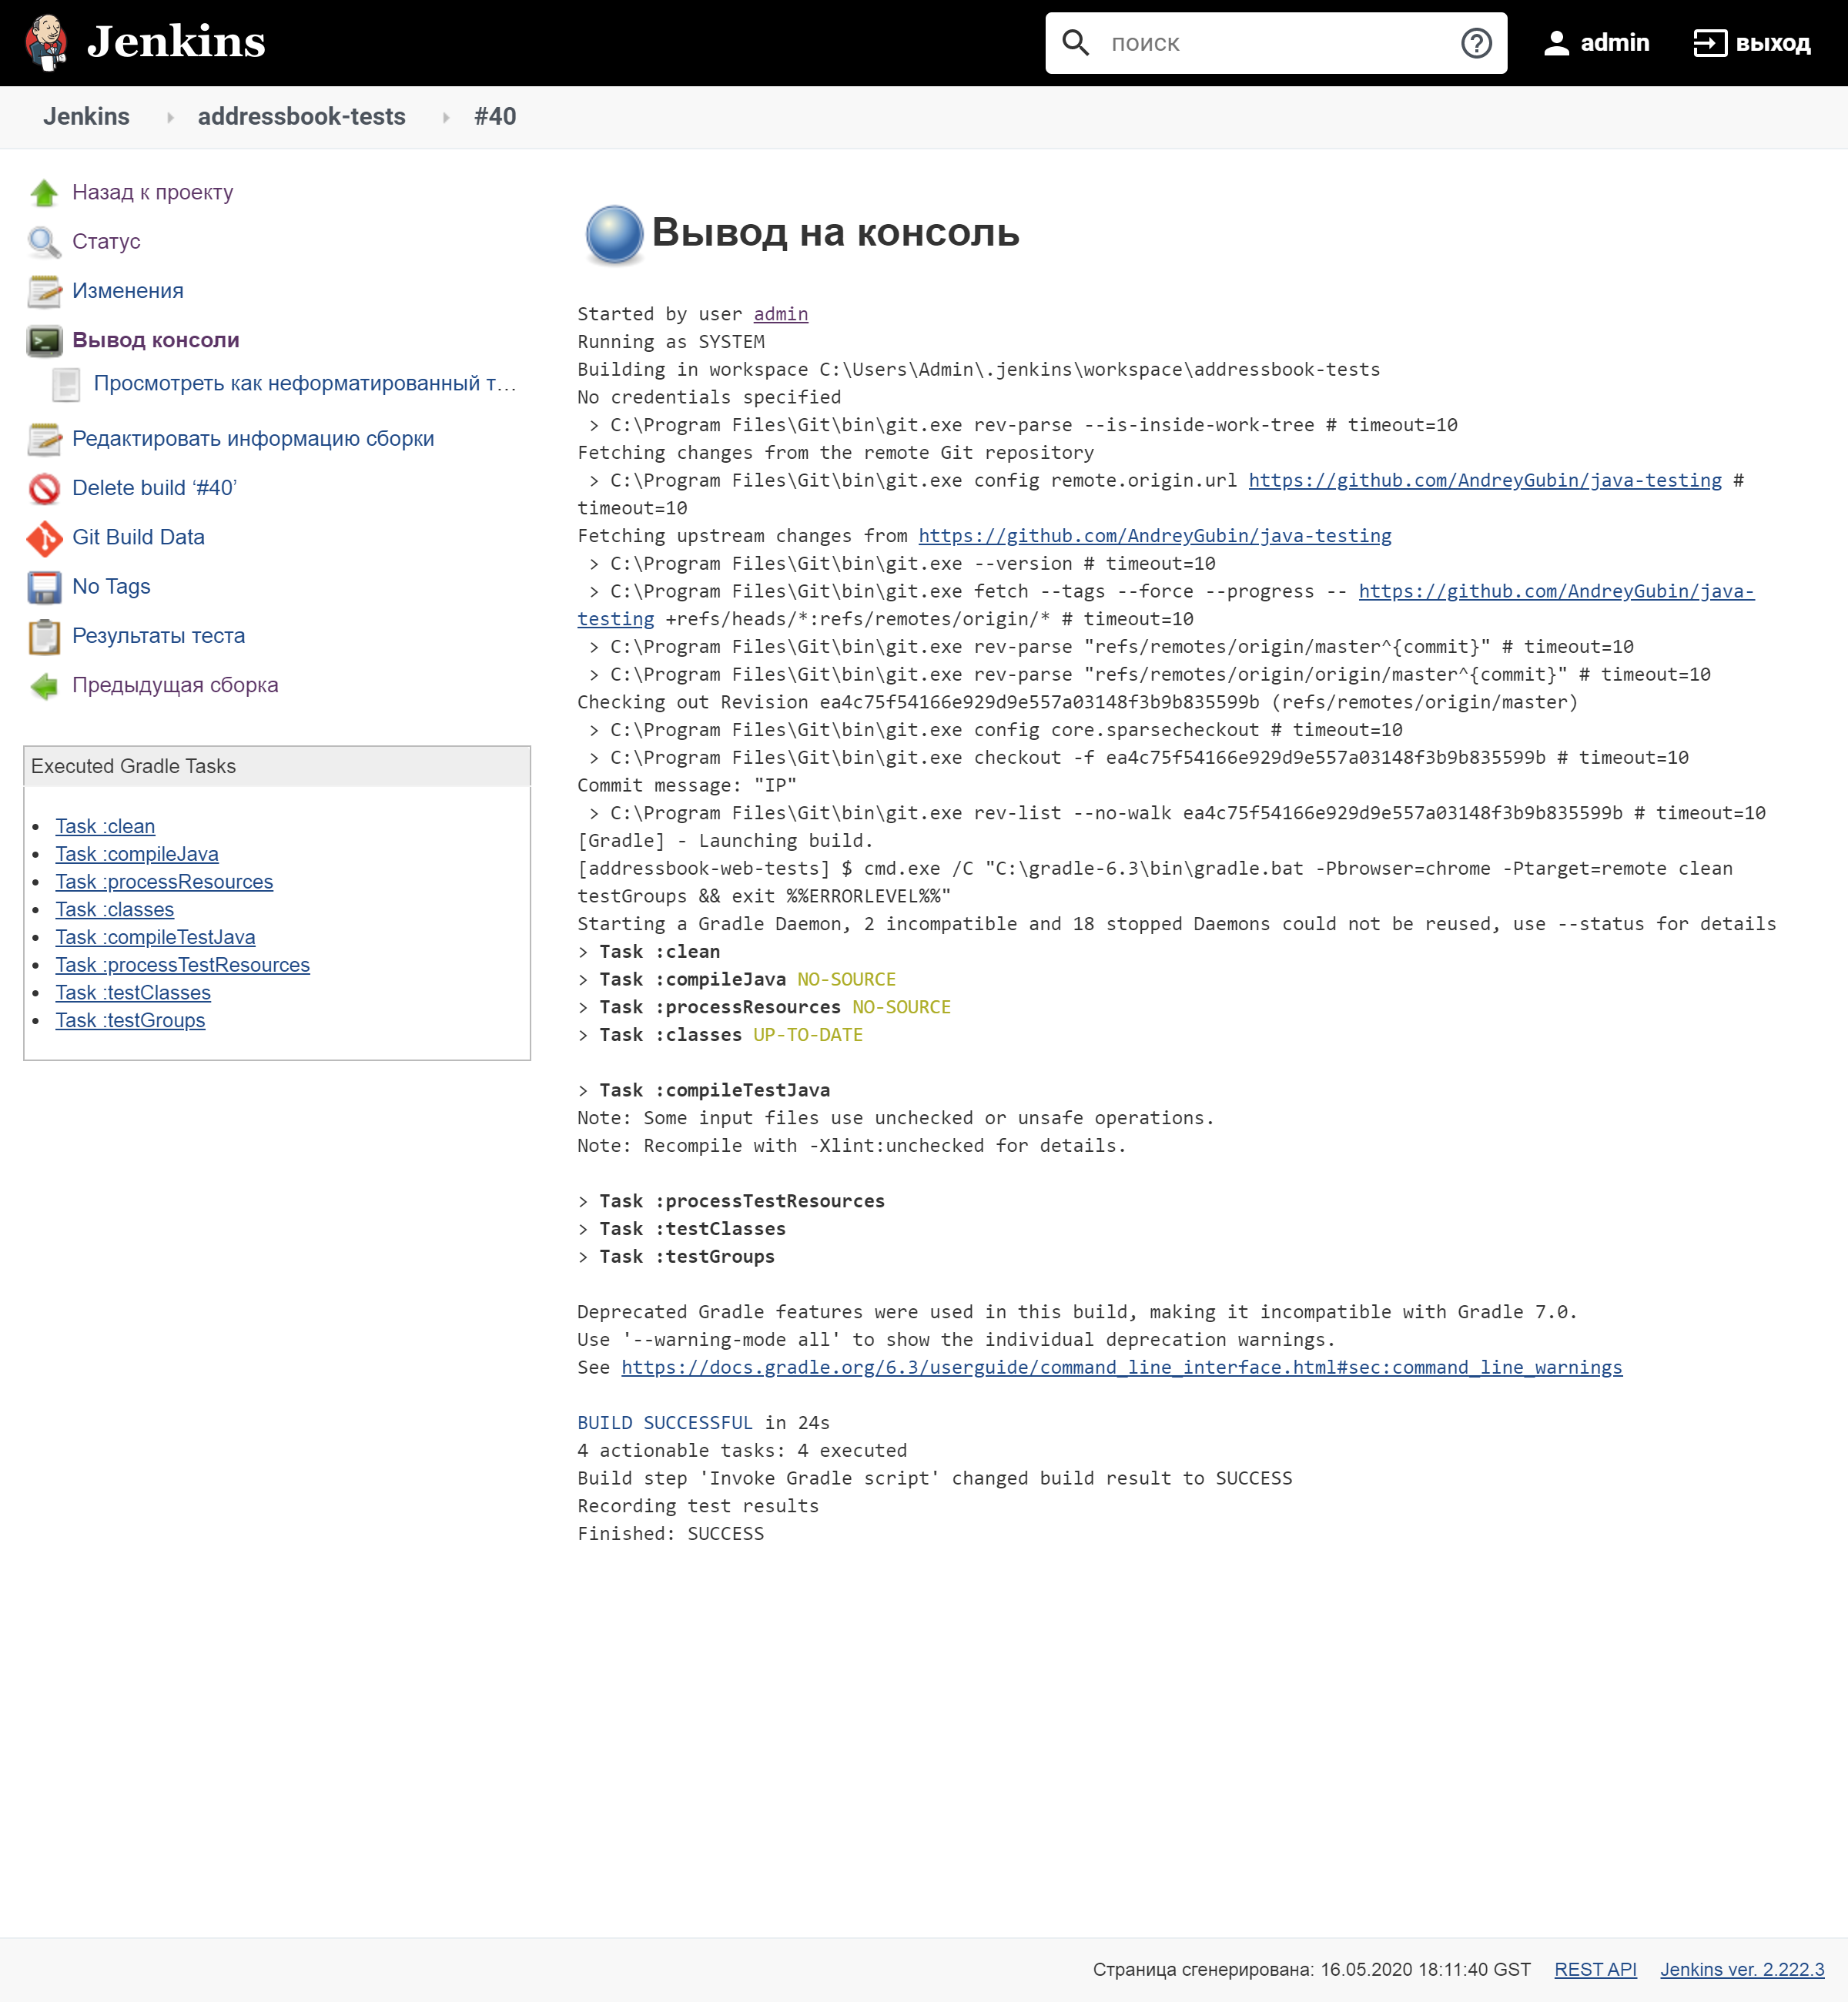 Jenkins
поиск
admin
выход
Jenkins
addressbook-tests
#40
Назад к проекту
Статус
Изменения
Вывод консоли
Просмотреть как неформатированный т…
Редактировать информацию сборки
Delete build ‘#40’
Git Build Data
No Tags
Результаты теста
Предыдущая сборка
Executed Gradle Tasks
Task :clean
Task :compileJava
Task :processResources
Task :classes
Task :compileTestJava
Task :processTestResources
Task :testClasses
Task :testGroups
Вывод на консоль
Started by user admin
Running as SYSTEM
Building in workspace C:\Users\Admin\.jenkins\workspace\addressbook-tests
No credentials specified
> C:\Program Files\Git\bin\git.exe rev-parse --is-inside-work-tree # timeout=10
Fetching changes from the remote Git repository
> C:\Program Files\Git\bin\git.exe config remote.origin.url https://github.com/AndreyGubin/java-testing #
timeout=10
Fetching upstream changes from https://github.com/AndreyGubin/java-testing
> C:\Program Files\Git\bin\git.exe --version # timeout=10
> C:\Program Files\Git\bin\git.exe fetch --tags --force --progress -- https://github.com/AndreyGubin/java-
testing +refs/heads/*:refs/remotes/origin/* # timeout=10
> C:\Program Files\Git\bin\git.exe rev-parse "refs/remotes/origin/master^{commit}" # timeout=10
> C:\Program Files\Git\bin\git.exe rev-parse "refs/remotes/origin/origin/master^{commit}" # timeout=10
Checking out Revision ea4c75f54166e929d9e557a03148f3b9b835599b (refs/remotes/origin/master)
> C:\Program Files\Git\bin\git.exe config core.sparsecheckout # timeout=10
> C:\Program Files\Git\bin\git.exe checkout -f ea4c75f54166e929d9e557a03148f3b9b835599b # timeout=10
Commit message: "IP"
> C:\Program Files\Git\bin\git.exe rev-list --no-walk ea4c75f54166e929d9e557a03148f3b9b835599b # timeout=10
[Gradle] - Launching build.
[addressbook-web-tests] $ cmd.exe /C "C:\gradle-6.3\bin\gradle.bat -Pbrowser=chrome -Ptarget=remote clean
testGroups && exit %%ERRORLEVEL%%"
Starting a Gradle Daemon, 2 incompatible and 18 stopped Daemons could not be reused, use --status for details
> Task :clean
> Task :compileJava NO-SOURCE
> Task :processResources NO-SOURCE
> Task :classes UP-TO-DATE
> Task :compileTestJava
Note: Some input files use unchecked or unsafe operations.
Note: Recompile with -Xlint:unchecked for details.
> Task :processTestResources
> Task :testClasses
> Task :testGroups
Deprecated Gradle features were used in this build, making it incompatible with Gradle 7.0.
Use '--warning-mode all' to show the individual deprecation warnings.
See https://docs.gradle.org/6.3/userguide/command_line_interface.html#sec:command_line_warnings
BUILD SUCCESSFUL in 24s
4 actionable tasks: 4 executed
Build step 'Invoke Gradle script' changed build result to SUCCESS
Recording test results
Finished: SUCCESS
Страница сгенерирована: 16.05.2020 18:11:40 GST
REST API
Jenkins ver. 2.222.3